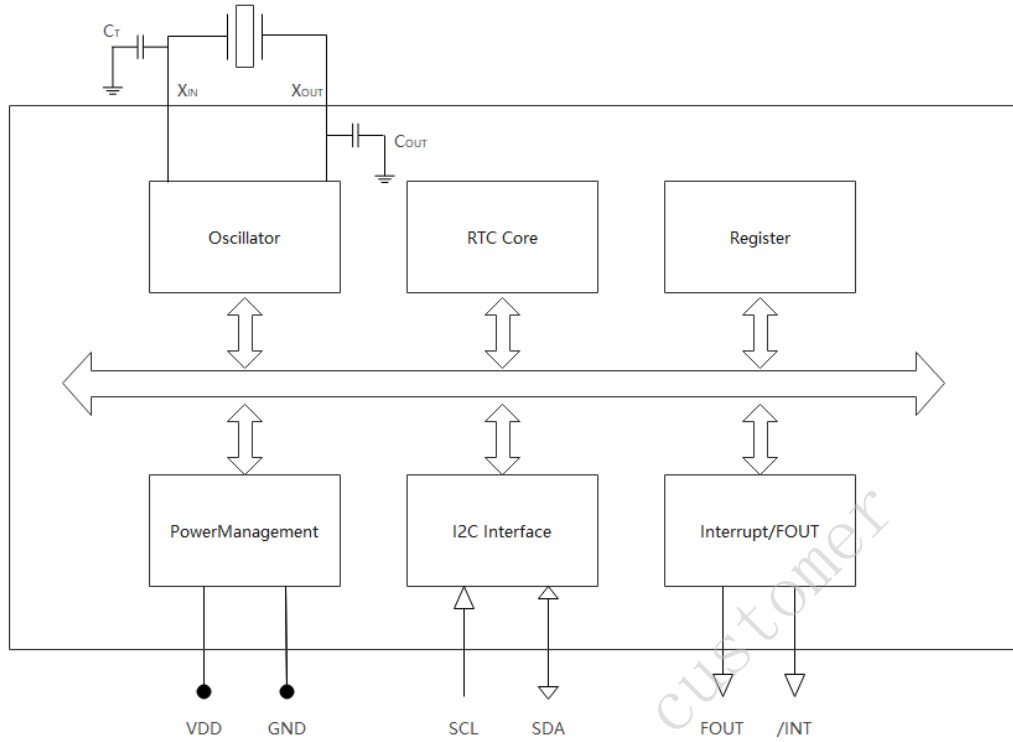 CT
XIN
XOUT
COUT
Oscillator
RTC Core
Register
PowerManagement
I2C Interface
Interrupt/FOUT
customer
VDD
GND
SCL
SDA
FOUT
/INT